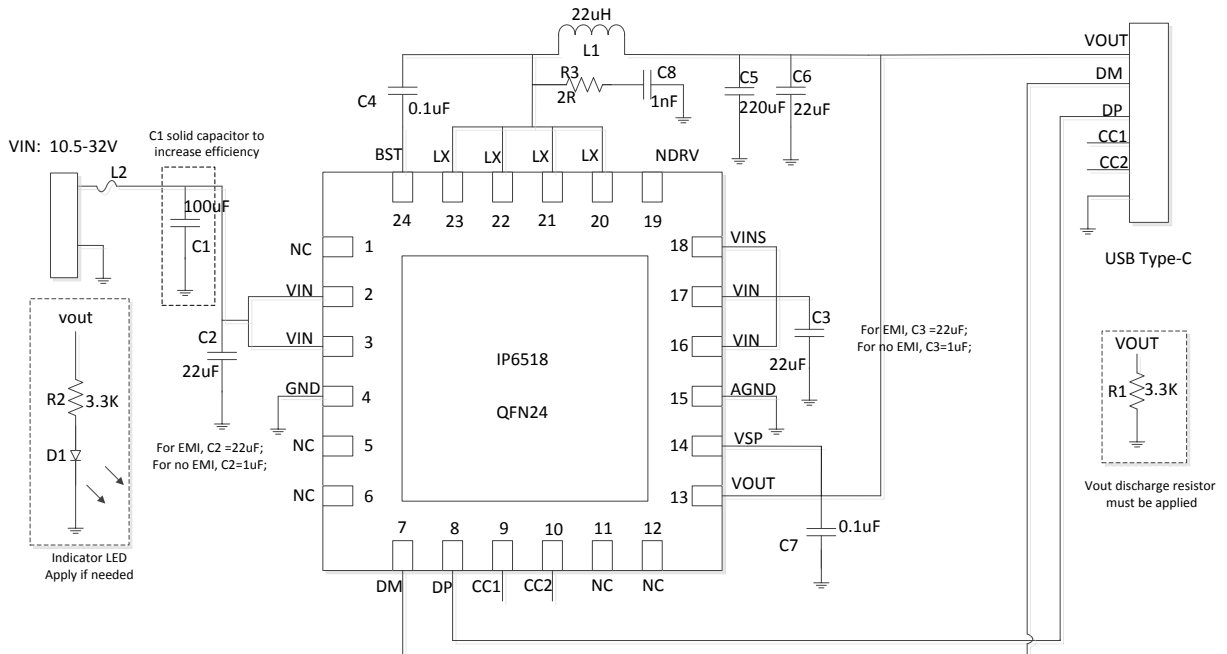 22uH
L1
VOUT
DM
DP
CC1
CC2
USB Type-C
R3
2R
C8
1nF
C5
220uF
C6
22uF
C4
0.1uF
C1 solid capacitor to
increase efficiency
VIN: 10.5-32V
L2
100uF
C1
BST
LX
LX
LX
LX
NDRV
24
23
22
21
20
19
NC
1
18
VINS
VIN
2
17
VIN
VIN
3
16
VIN
GND
4
15
AGND
NC
5
14
VSP
NC
6
13
VOUT
IP6518
QFN24
C2
22uF
For EMI, C2 =22uF;
For no EMI, C2=1uF;
C3
22uF
For EMI, C3 =22uF;
For no EMI, C3=1uF;
vout
R2
3.3K
D1
Indicator LED
Apply if needed
VOUT
R1
3.3K
Vout discharge resistor
must be applied
7
8
9
10
11
12
DM
DP
CC1
CC2
NC
NC
0.1uF
C7